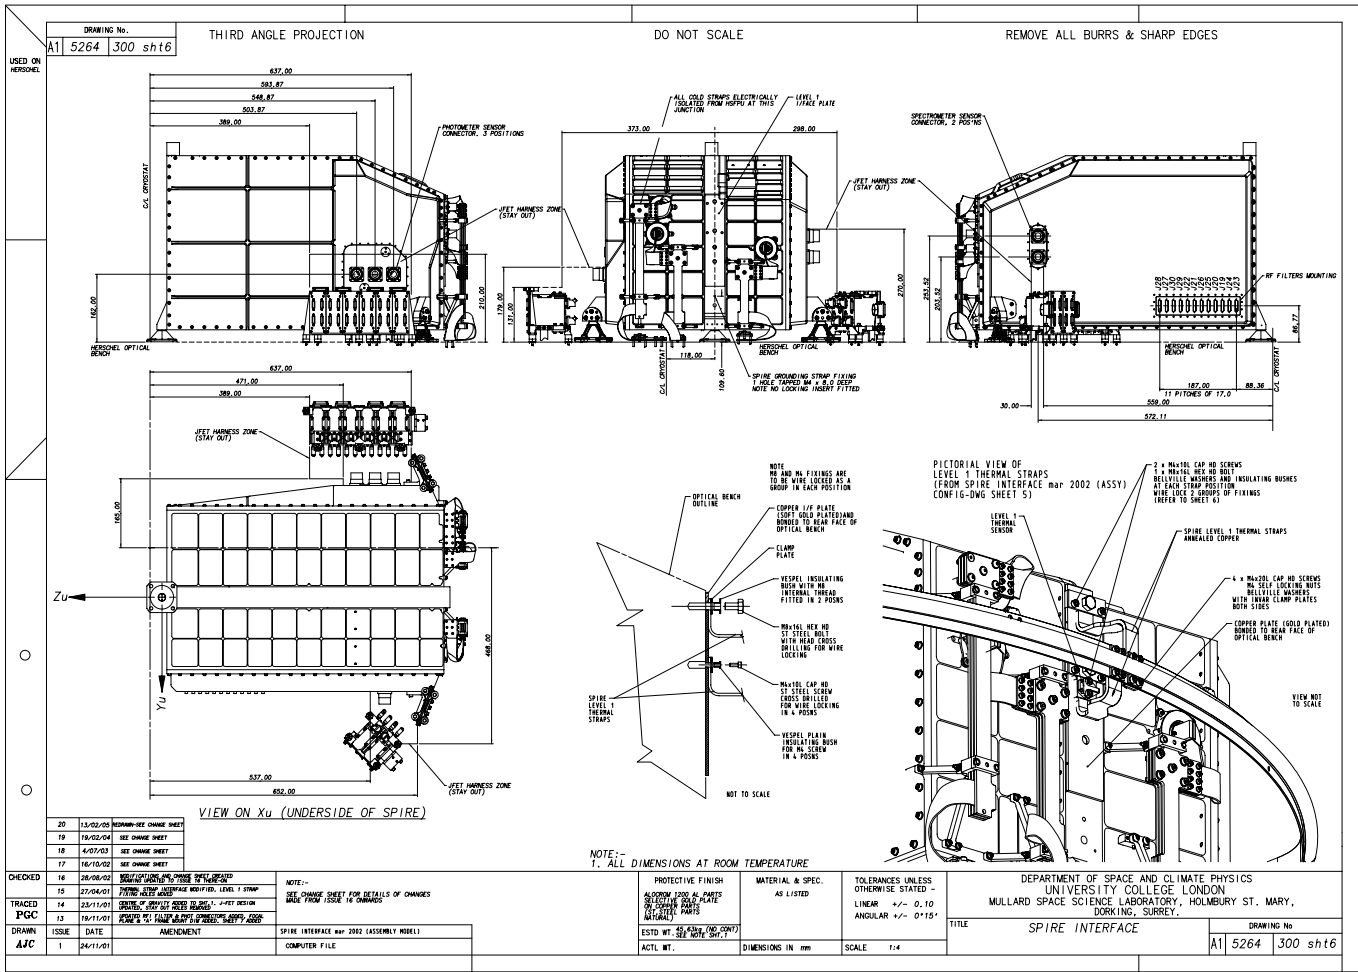 DRAWING No.
A1 5264 300 sht6
THIRD ANGLE PROJECTION
DO NOT SCALE
REMOVE ALL BURRS & SHARP EDGES
USED ON
HERSCHEL
637,00
593,87
548,87
503,87
389,00
PHOTOMETER SENSOR
CONNECTOR, 3 POSITIONS
C/L CRYOSTAT
JFET HARNESS ZONE
(STAY OUT)
162,00
210,00
HERSCHEL OPTICAL
BENCH
ALL COLD STRAPS ELECTRICALLY
ISOLATED FROM HSFPU AT THIS
JUNCTION
LEVEL 1
I/FACE PLATE
373,00
298,00
JFET HARNESS ZONE
(STAY OUT)
179,00
131,00
270,00
HERSCHEL OPTICAL
BENCH
118,00
C/L CRYOSTAT
109,60
SPIRE GROUNDING STRAP FIXING
1 HOLE TAPPED M4 x 8.0 DEEP
NOTE NO LOCKING INSERT FITTED
SPECTROMETER SENSOR
CONNECTOR, 2 POS'NS
253,52
203,52
J28
J27
J30
J29
J22
J21
J26
J25
J20
J19
J24
J23
RF FILTERS MOUNTING
86,77
HERSCHEL OPTICAL
BENCH
C/L CRYOSTAT
187,00
88,36
11 PITCHES OF 17,0
30,00
559,00
572,11
637,00
471,00
389,00
JFET HARNESS ZONE
(STAY OUT)
165,00
Zu
Yu
468,00
537,00
652,00
JFET HARNESS ZONE
(STAY OUT)
VIEW ON Xu (UNDERSIDE OF SPIRE)
NOTE
M8 AND M4 FIXINGS ARE
TO BE WIRE LOCKED AS A
GROUP IN EACH POSITION
OPTICAL BENCH
OUTLINE
COPPER I/F PLATE
(SOFT GOLD PLATED)AND
BONDED TO REAR FACE OF
OPTICAL BENCH
CLAMP
PLATE
VESPEL INSULATING
BUSH WITH M8
INTERNAL THREAD
FITTED IN 2 POSNS
M8x16L HEX HD
ST STEEL BOLT
WITH HEAD CROSS
DRILLING FOR WIRE
LOCKING
M4x10L CAP HD
ST STEEL SCREW
CROSS DRILLED
FOR WIRE LOCKING
IN 4 POSNS
VESPEL PLAIN
INSULATING BUSH
FOR M4 SCREW
IN 4 POSNS
SPIRE
LEVEL 1
THERMAL
STRAPS
NOT TO SCALE
PICTORIAL VIEW OF
LEVEL 1 THERMAL STRAPS
(FROM SPIRE INTERFACE mar 2002 (ASSY)
CONFIG-DWG SHEET 5)
LEVEL 1
THERMAL
SENSOR
2 x M4x10L CAP HD SCREWS
1 x M8x16L HEX HD BOLT
BELLVILLE WASHERS AND INSULATING BUSHES
AT EACH STRAP POSITION
WIRE LOCK 2 GROUPS OF FIXINGS
(REFER TO SHEET 6)
SPIRE LEVEL 1 THERMAL STRAPS
ANNEALED COPPER
4 x M4x20L CAP HD SCREWS
M4 SELF LOCKING NUTS
BELLVILLE WASHERS
WITH INVAR CLAMP PLATES
BOTH SIDES
COPPER PLATE (GOLD PLATED)
BONDED TO REAR FACE OF
OPTICAL BENCH
VIEW NOT
TO SCALE
NOTE:-
1. ALL DIMENSIONS AT ROOM TEMPERATURE
20 13/02/05 REDRAWN-SEE CHANGE SHEET
19 19/02/04 SEE CHANGE SHEET
18 4/07/03 SEE CHANGE SHEET
17 16/10/02 SEE CHANGE SHEET
16 28/08/02 MODIFICATIONS AND CHANGE SHEET CREATED
DRAWING UPDATED TO ISSUE 16 THERE-ON
15 27/04/01 THERMAL STRAP INTERFACE MODIFIED. LEVEL 1 STRAP
FIXING HOLES MOVED
14 23/11/01 CENTRE OF GRAVITY ADDED TO SHT.1. J-FET DESIGN
UPDATED, STAY OUT HOLES REMOVED
13 19/11/01 UPDATED RFI FILTER & PHOT CONNECTORS ADDED, FOCAL
PLANE & 'A' FRAME MOUNT DIM ADDED. SHEET 7 ADDED
ISSUE DATE AMENDMENT
1 24/11/01
CHECKED
TRACED
PGC
DRAWN
AJC
NOTE:-
SEE CHANGE SHEET FOR DETAILS OF CHANGES
MADE FROM ISSUE 16 ONWARDS
SPIRE INTERFACE mar 2002 (ASSEMBLY MODEL)
COMPUTER FILE
PROTECTIVE FINISH
ALOCROM 1200 AL PARTS
SELECTIVE GOLD PLATE
ON COPPER PARTS
(ST.STEEL PARTS
NATURAL)
ESTD WT 45,63kg (NO CONT)
SEE NOTE SHT.1
ACTL WT.
MATERIAL & SPEC.
AS LISTED
DIMENSIONS IN mm
TOLERANCES UNLESS
OTHERWISE STATED -
LINEAR +/- 0.10
ANGULAR +/- 0°15'
SCALE 1:4
DEPARTMENT OF SPACE AND CLIMATE PHYSICS
UNIVERSITY COLLEGE LONDON
MULLARD SPACE SCIENCE LABORATORY, HOLMBURY ST. MARY,
DORKING, SURREY.
TITLE
SPIRE INTERFACE
DRAWING No
A1 5264 300 sht6